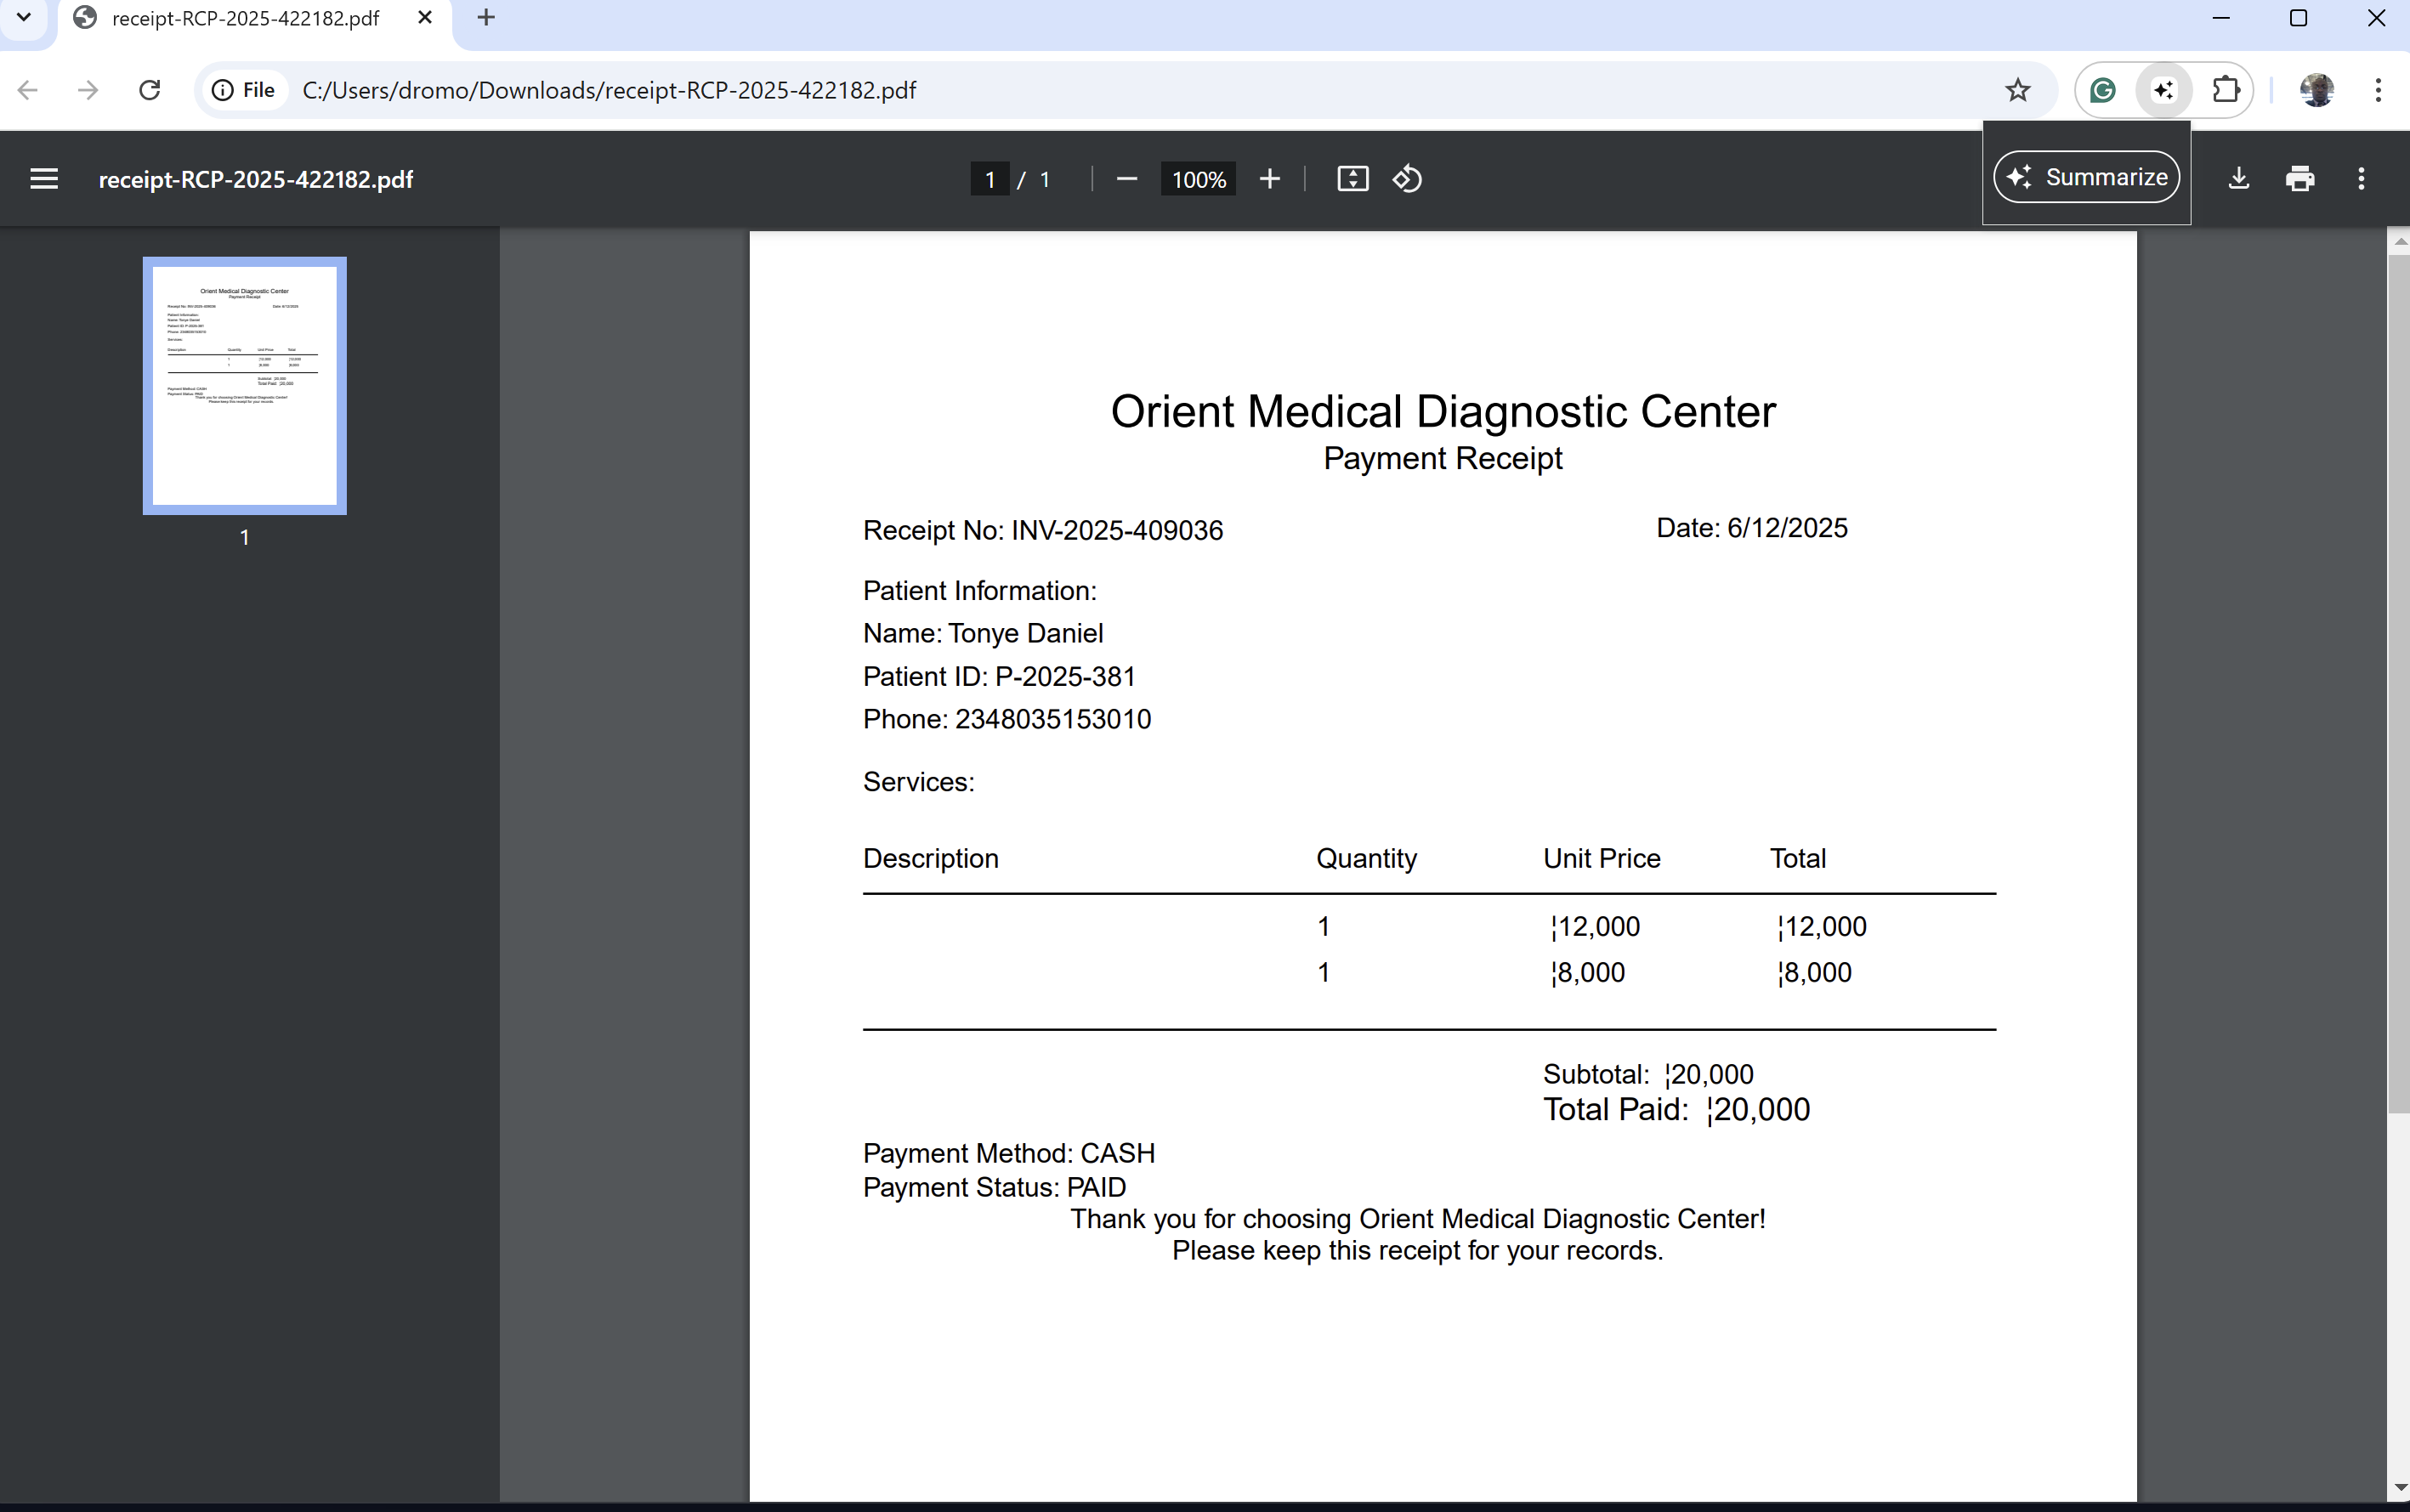 receipt-RCP-2025-422182.pdf
File C:/Users/dromo/Downloads/receipt-RCP-2025-422182.pdf
receipt-RCP-2025-422182.pdf 1 / 1 100% Summarize
Orient Medical Diagnostic Center
Payment Receipt
Receipt No: INV-2025-409036 Date: 6/12/2025
Patient Information:
Name: Tonye Daniel
Patient ID: P-2025-381
Phone: 2348035153010
Services:
Description Quantity Unit Price Total
1 ¦12,000 ¦12,000
1 ¦8,000 ¦8,000
Subtotal: ¦20,000
Total Paid: ¦20,000
Payment Method: CASH
Payment Status: PAID
Thank you for choosing Orient Medical Diagnostic Center!
Please keep this receipt for your records.
1